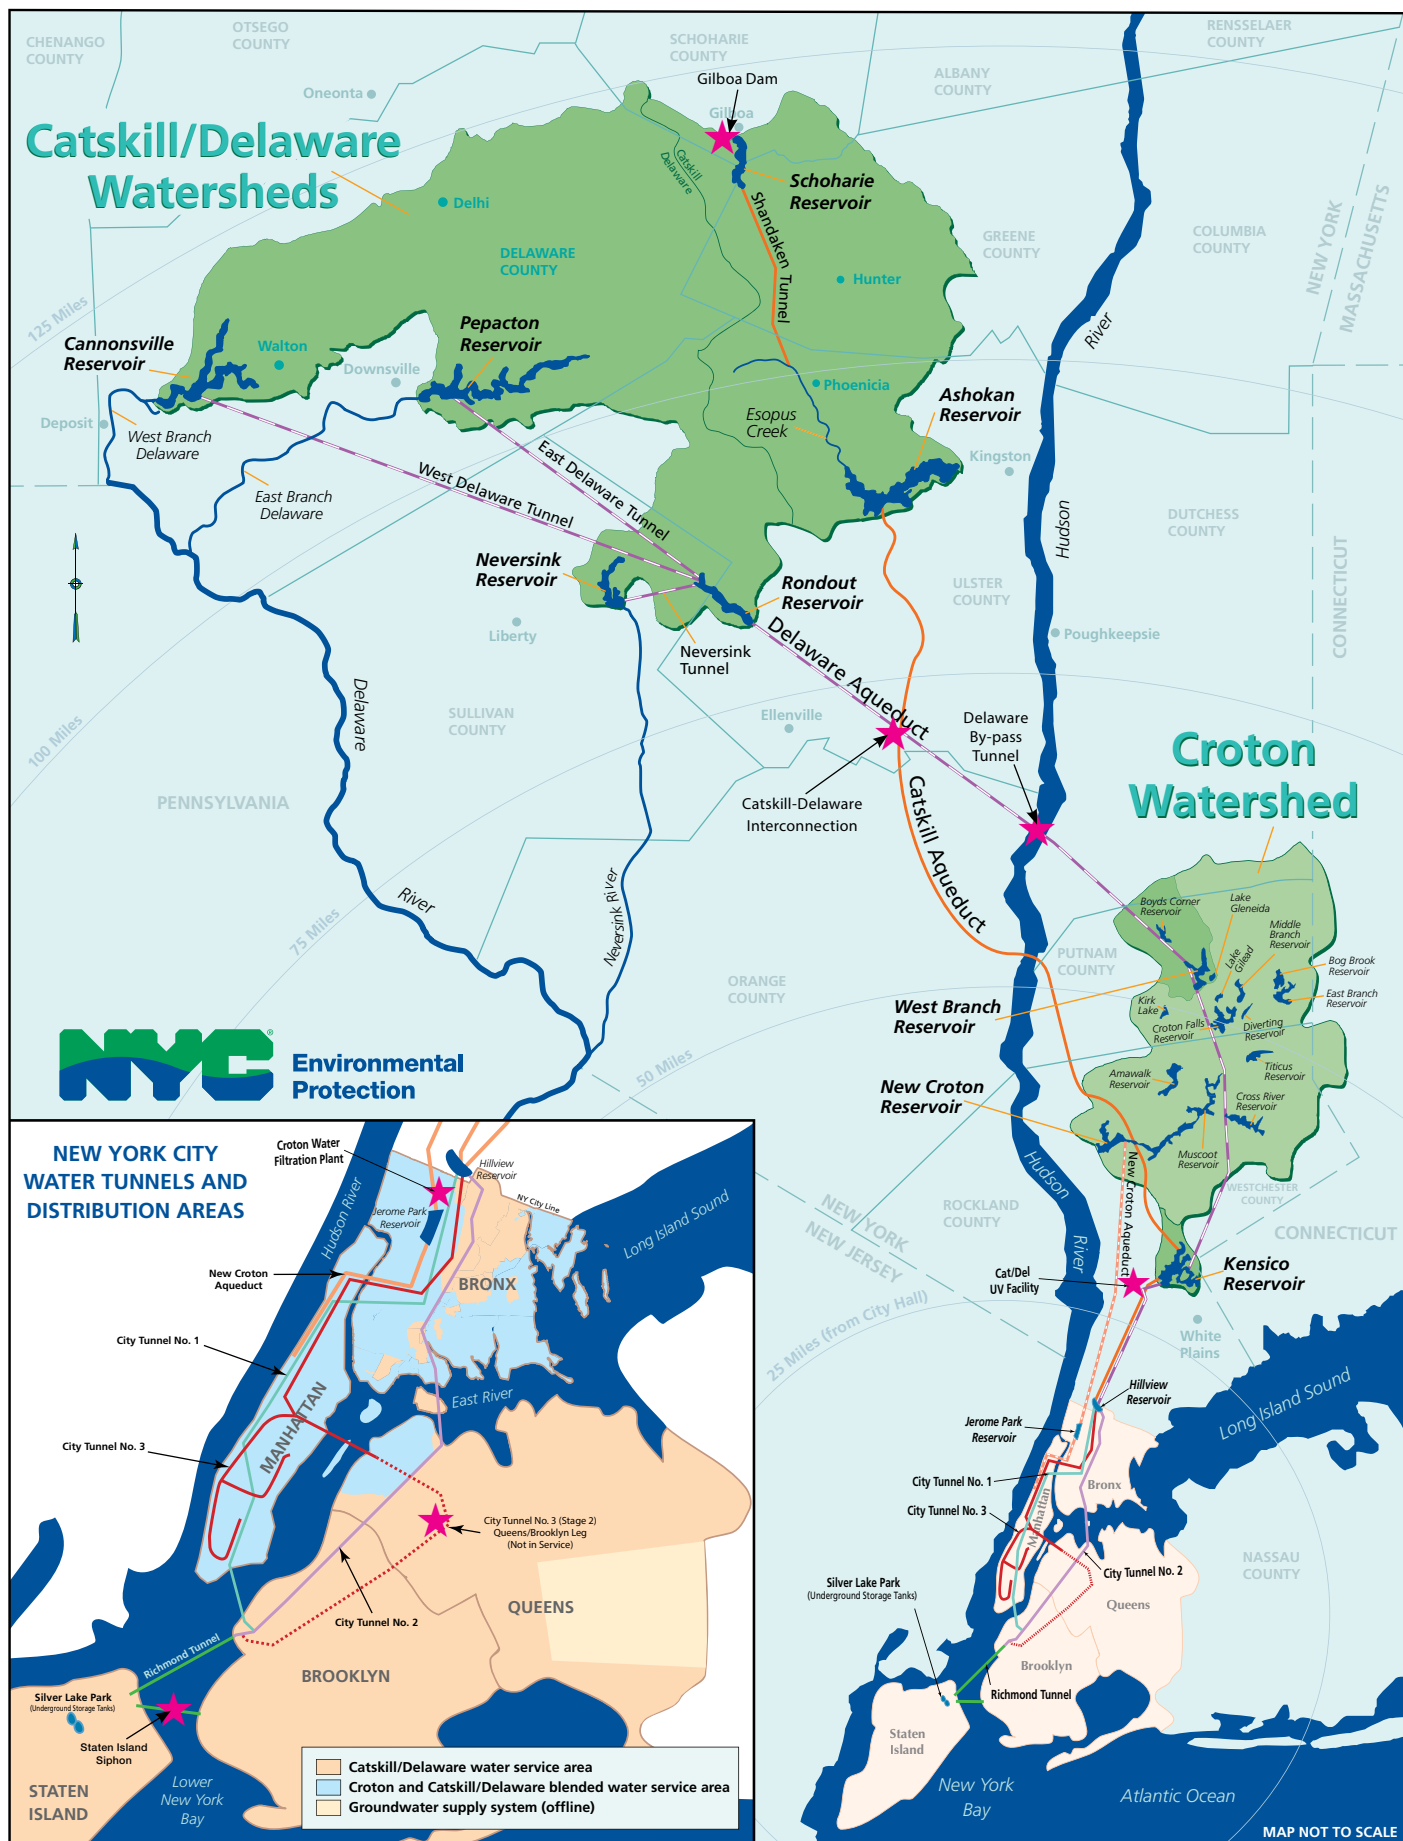 CHENANGO
COUNTY
OTSEGO
COUNTY
SCHOHARIE
COUNTY
RENSSELAER
COUNTY
ALBANY
COUNTY
Gilboa Dam
Oneonta
Gilboa
Catskill/Delaware
Watersheds
Catskill
Delaware
Schoharie
Reservoir
Delhi
Shandaken Tunnel
DELAWARE
COUNTY
GREENE
COUNTY
COLUMBIA
COUNTY
NEW YORK
MASSACHUSETTS
Hunter
125 Miles
Pepacton
Reservoir
Cannonsville
Reservoir
Walton
Downsville
River
Phoenicia
Ashokan
Reservoir
Esopus
Creek
Deposit
West Branch
Delaware
Kingston
East Delaware Tunnel
West Delaware Tunnel
East Branch
Delaware
Hudson
DUTCHESS
COUNTY
CONNECTICUT
Neversink
Reservoir
Rondout
Reservoir
ULSTER
COUNTY
Liberty
Poughkeepsie
Neversink
Tunnel
Delaware Aqueduct
Delaware
SULLIVAN
COUNTY
Ellenville
Delaware
By-pass
Tunnel
100 Miles
Croton
Watershed
PENNSYLVANIA
Catskill-Delaware
Interconnection
Catskill Aqueduct
River
Neversink River
75 Miles
Boyds Corner
Reservoir
Lake
Gleneida
Middle
Branch
Reservoir
Lake
Gilead
Bog Brook
Reservoir
East Branch
Reservoir
PUTNAM
COUNTY
ORANGE
COUNTY
West Branch
Reservoir
Kirk
Lake
Croton Falls
Reservoir
Diverting
Reservoir
NYC
®
Environmental
Protection
50 Miles
Titicus
Reservoir
Amawalk
Reservoir
New Croton
Reservoir
Cross River
Reservoir
Muscoot
Reservoir
New Croton Aqueduct
WESTCHESTER
COUNTY
Hudson
River
NEW YORK
NEW JERSEY
ROCKLAND
COUNTY
CONNECTICUT
Kensico
Reservoir
Cat/Del
UV Facility
25 Miles (from City Hall)
White
Plains
Hillview
Reservoir
Long Island Sound
Jerome Park
Reservoir
City Tunnel No. 1
Bronx
Manhattan
City Tunnel No. 3
NASSAU
COUNTY
City Tunnel No. 2
Silver Lake Park
(Underground Storage Tanks)
Queens
Brooklyn
Richmond Tunnel
Staten
Island
New York
Bay
Atlantic Ocean
MAP NOT TO SCALE
NEW YORK CITY
WATER TUNNELS AND
DISTRIBUTION AREAS
Croton Water
Filtration Plant
Hillview
Reservoir
NY City Line
Jerome Park
Reservoir
Hudson River
Long Island Sound
New Croton
Aqueduct
BRONX
City Tunnel No. 1
East River
MANHATTAN
City Tunnel No. 3
City Tunnel No. 3 (Stage 2)
Queens/Brooklyn Leg
(Not in Service)
QUEENS
City Tunnel No. 2
Richmond Tunnel
BROOKLYN
Silver Lake Park
(Underground Storage Tanks)
Staten Island
Siphon
STATEN
ISLAND
Lower
New York
Bay
Catskill/Delaware water service area
Croton and Catskill/Delaware blended water service area
Groundwater supply system (offline)